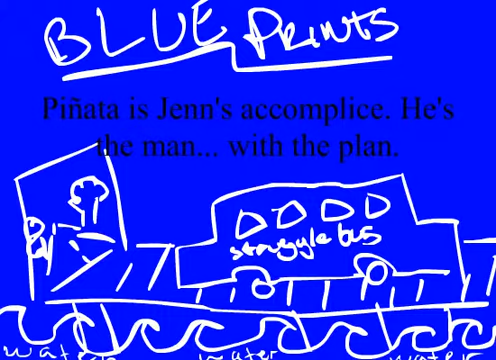 BLUE PRINTS
Piñata is Jenn's accomplice. He's
the man... with the plan.
struggle bus
water water water